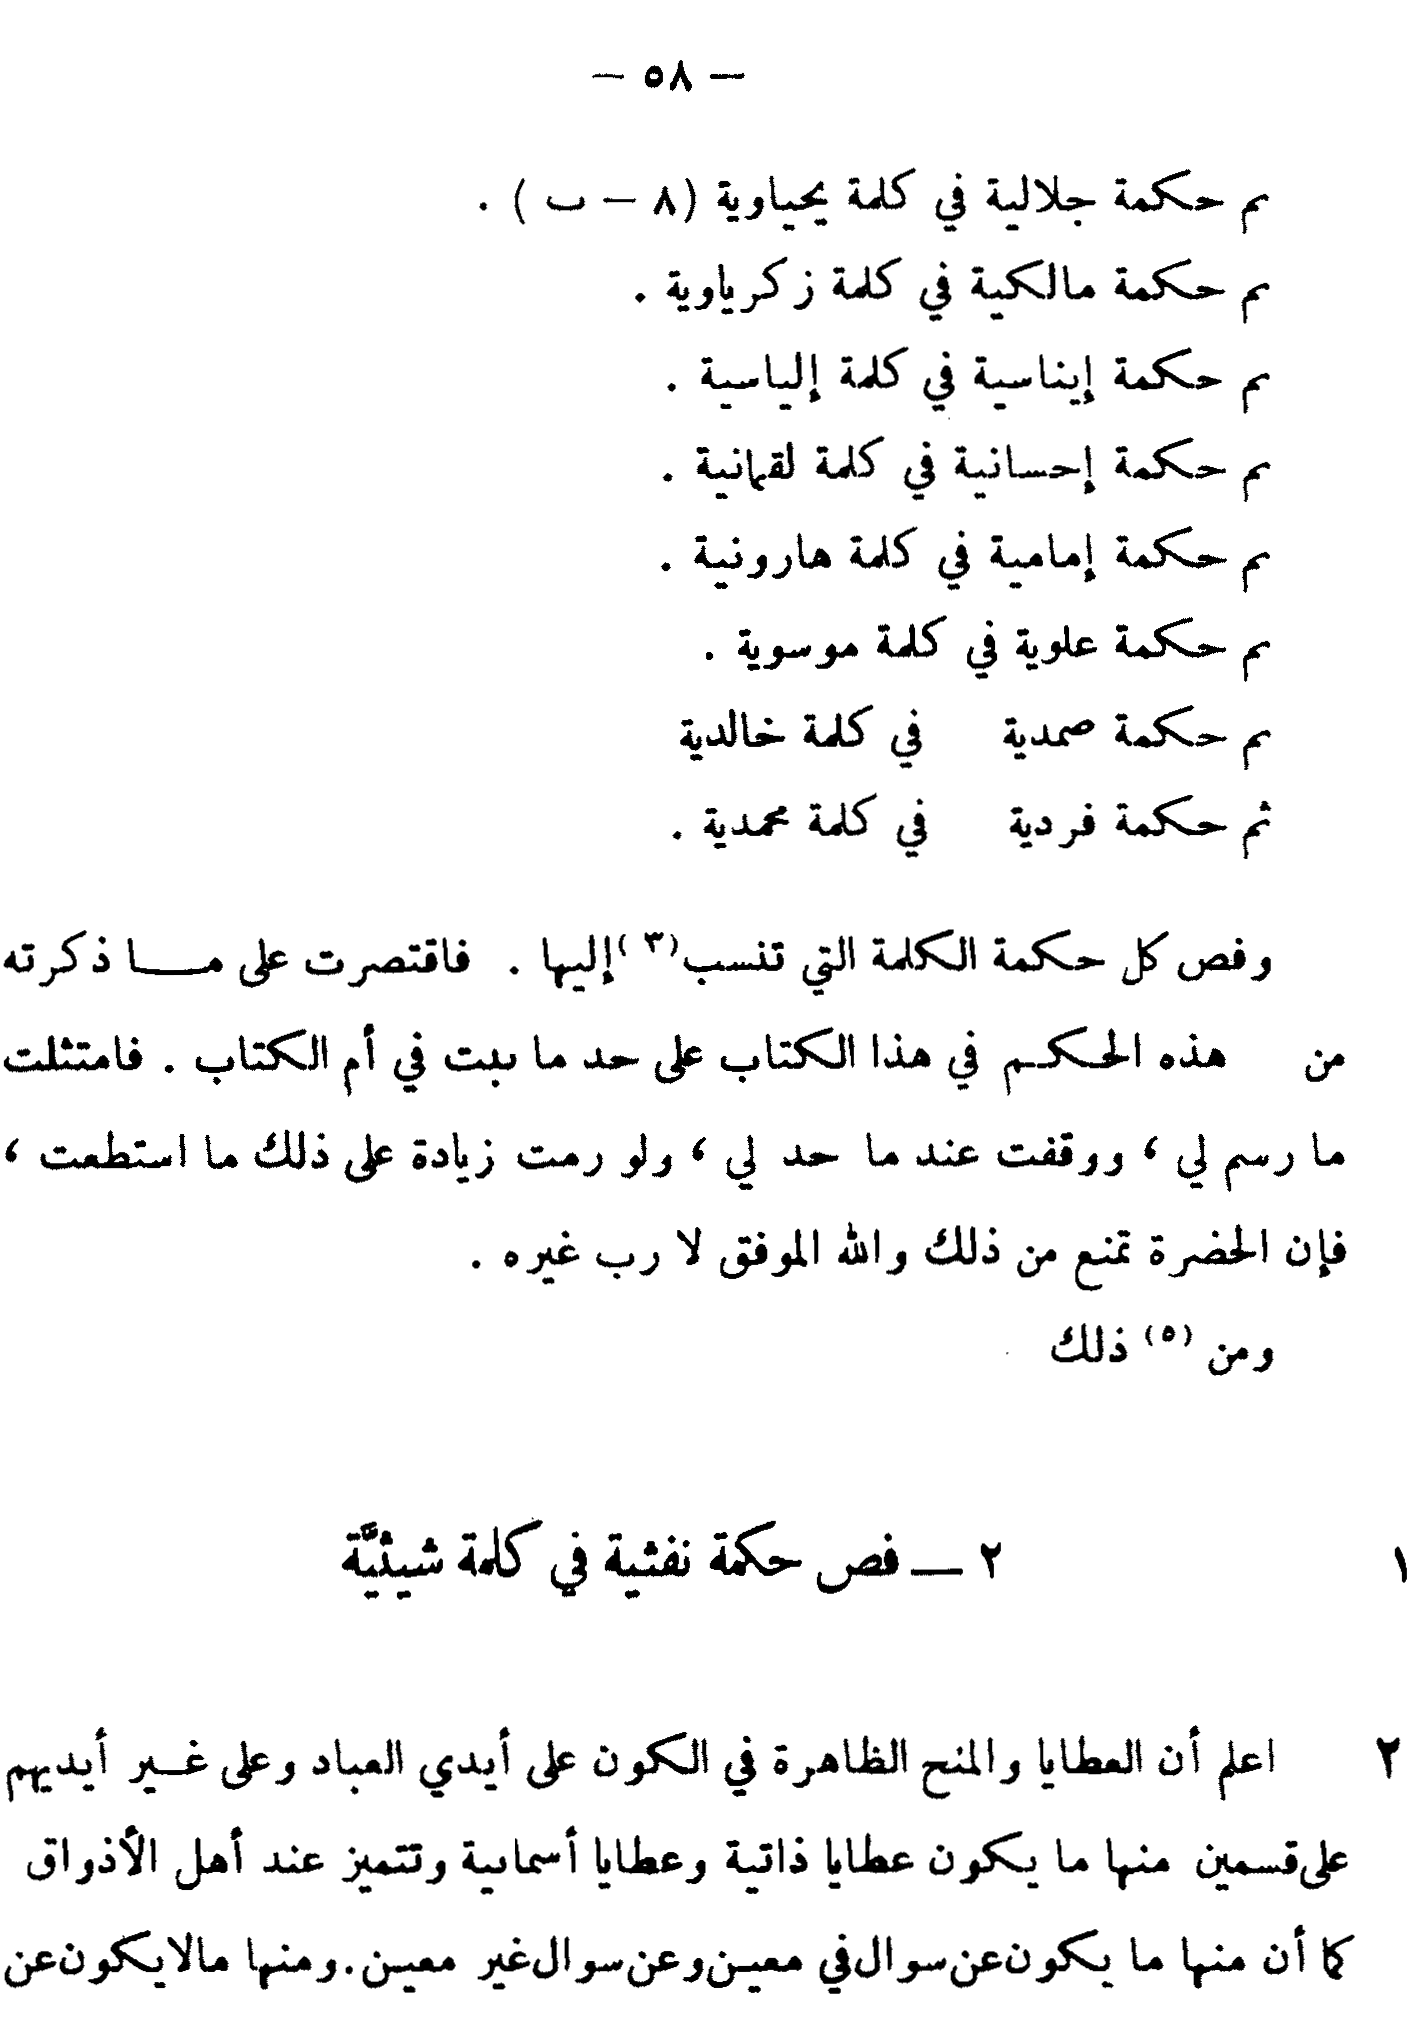 — ٥٨ —
ثم حكمة جلالية في كلمة يحياوية (٨ – ب) .
ثم حكمة مالكية في كلمة زكرياوية .
ثم حكمة إيناسية في كلمة إلياسية .
ثم حكمة إحسانية في كلمة لقمانية .
ثم حكمة إمامية في كلمة هارونية .
ثم حكمة علوية في كلمة موسوية .
ثم حكمة صمدية في كلمة خالدية
ثم حكمة فردية في كلمة محمدية .
وفص كل حكمة الكلمة التي تنسب(٣) إليها . فاقتصرت على مــا ذكرته
من هذه الحكم في هذا الكتاب على حد ما ثبت في أم الكتاب . فامتثلت
ما رسم لي ، ووقفت عند ما حد لي ، ولو رمت زيادة على ذلك ما استطعت ،
فإن الحضرة تمنع من ذلك والله الموفق لا رب غيره .
ومن (٥) ذلك
١ ٢ — فص حكمة نفثية في كلمة شيثيَّة
٢ اعلم أن العطايا والمنح الظاهرة في الكون على أيدي العباد وعلى غير أيديهم
على قسمين منها ما يكون عطايا ذاتية وعطايا أسمايية وتتميز عند أهل الأذواق
كما أن منها ما يكون عن سوال في معين وعن سوال غير معين. ومنها مالا يكون عن